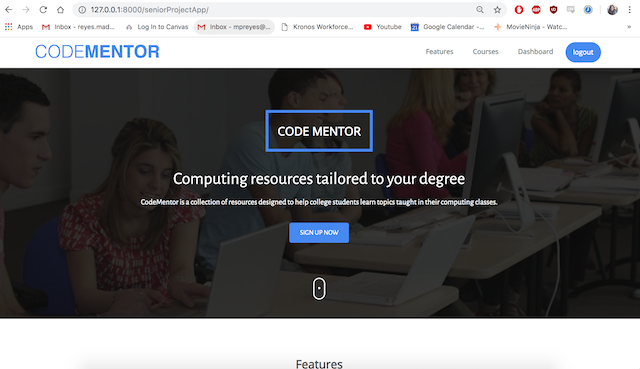 127.0.0.1:8000/seniorProjectApp/
Apps
Inbox - reyes.mad...
Log In to Canvas
Inbox - mpreyes@...
Kronos Workforce...
YouTube
Google Calendar -...
MovieNinja - Watc...
»
CODEMENTOR
Features
Courses
Dashboard
logout
CODE MENTOR
Computing resources tailored to your degree
CodeMentor is a collection of resources designed to help college students learn topics taught in their computing classes.
SIGN UP NOW
Features